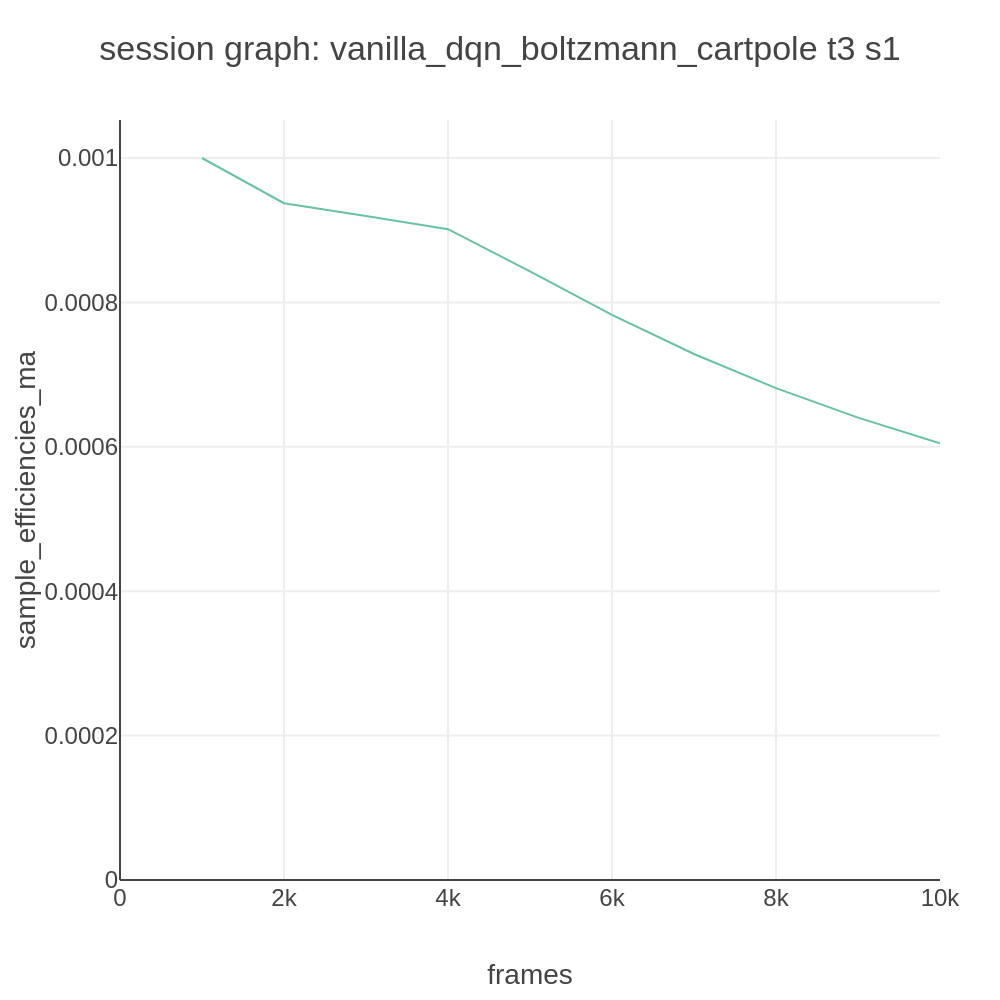 session graph: vanilla_dqn_boltzmann_cartpole t3 s1
sample_efficiencies_ma
0.001
0.0008
0.0006
0.0004
0.0002
0
0 2k 4k 6k 8k 10k
frames